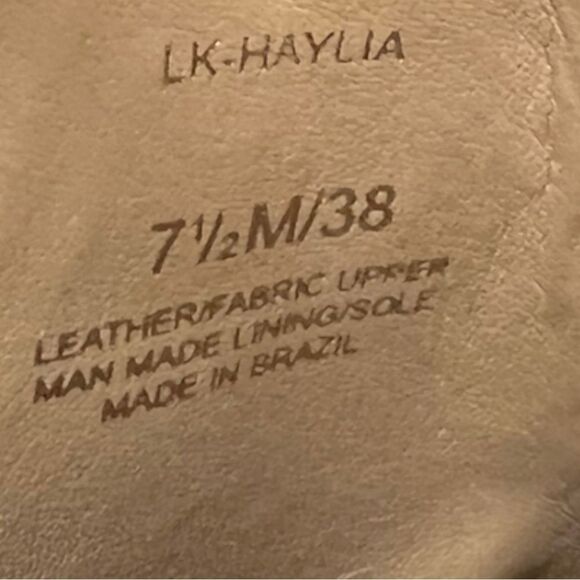 LK-HAYLIA
7½M/38
LEATHER/FABRIC UPPER
MAN MADE LINING/SOLE
MADE IN BRAZIL